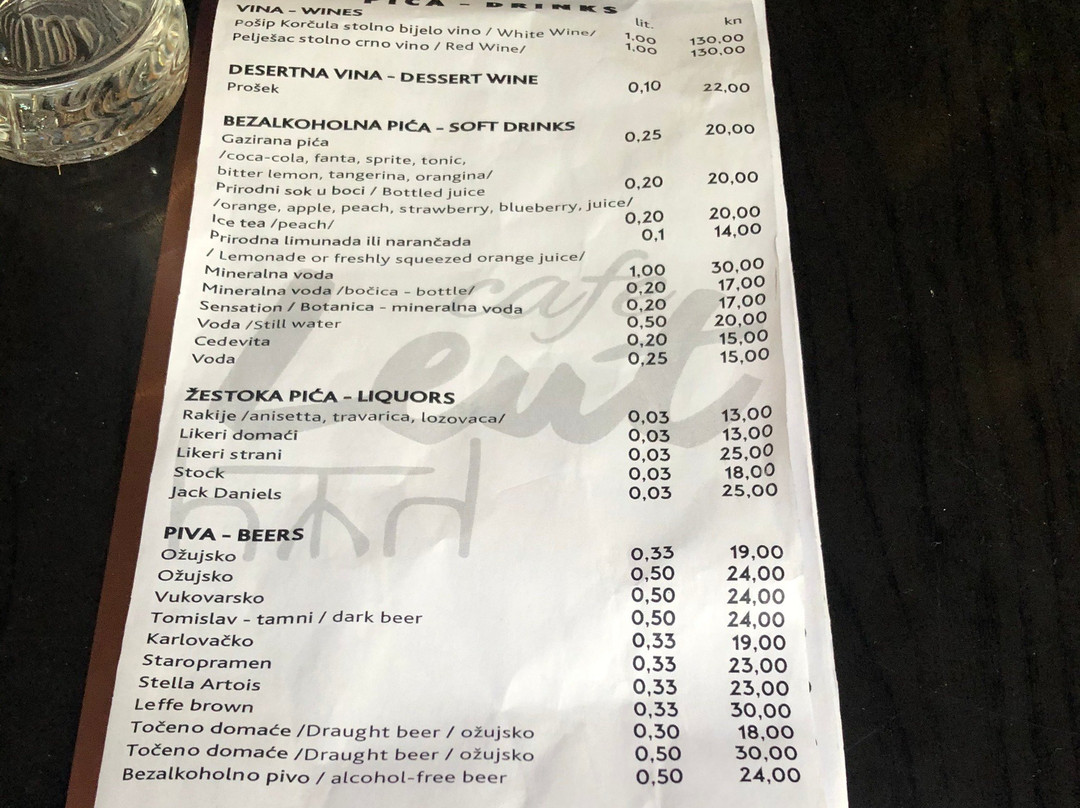 PIĆA - DRINKS
VINA - WINES lit. kn
Pošip Korčula stolno bijelo vino / White Wine/ 1.00 130,00
Pelješac stolno crno vino / Red Wine/ 1,00 130,00
DESERTNA VINA - DESSERT WINE
Prošek 0,10 22,00
BEZALKOHOLNA PIĆA - SOFT DRINKS
Gazirana pića 0,25 20,00
/coca-cola, fanta, sprite, tonic,
bitter lemon, tangerina, orangina/
Prirodni sok u boci / Bottled juice 0,20 20,00
/orange, apple, peach, strawberry, blueberry, juice/
Ice tea /peach/ 0,20 20,00
Prirodna limunada ili narančada 0,1 14,00
/ Lemonade or freshly squeezed orange juice/
Mineralna voda 1,00 30,00
Mineralna voda /bočica - bottle/ 0,20 17,00
Sensation / Botanica - mineralna voda 0,20 17,00
Voda /Still water 0,50 20,00
Cedevita 0,20 15,00
Voda 0,25 15,00
cafe
Leut
ŽESTOKA PIĆA - LIQUORS
Rakije /anisetta, travarica, lozovaca/ 0,03 13,00
Likeri domaći 0,03 13,00
Likeri strani 0,03 25,00
Stock 0,03 18,00
Jack Daniels 0,03 25,00
PIVA - BEERS
Ožujsko 0,33 19,00
Ožujsko 0,50 24,00
Vukovarsko 0,50 24,00
Tomislav - tamni / dark beer 0,50 24,00
Karlovačko 0,33 19,00
Staropramen 0,33 23,00
Stella Artois 0,33 23,00
Leffe brown 0,33 30,00
Točeno domaće /Draught beer / ožujsko 0,30 18,00
Točeno domaće /Draught beer / ožujsko 0,50 30,00
Bezalkoholno pivo / alcohol-free beer 0,50 24,00